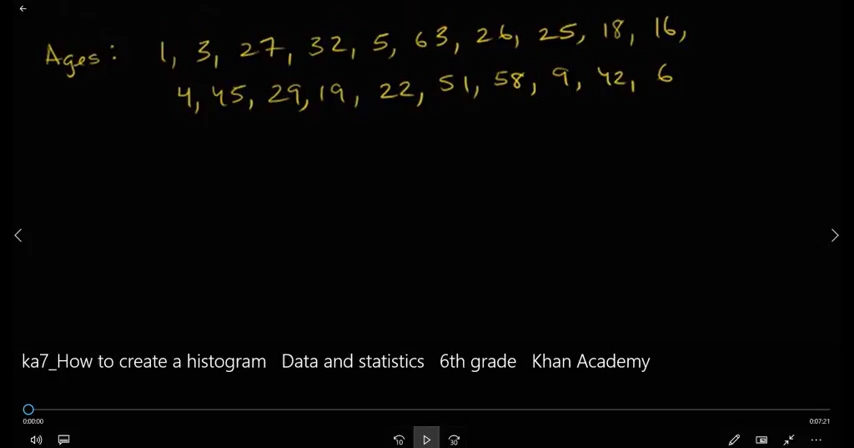 Ages: 1, 3, 27, 32, 5, 63, 26, 25, 18, 16,
4, 45, 29, 19, 22, 51, 58, 9, 42, 6
ka7_How to create a histogram Data and statistics 6th grade Khan Academy
0:00:00 0:07:21
10 30